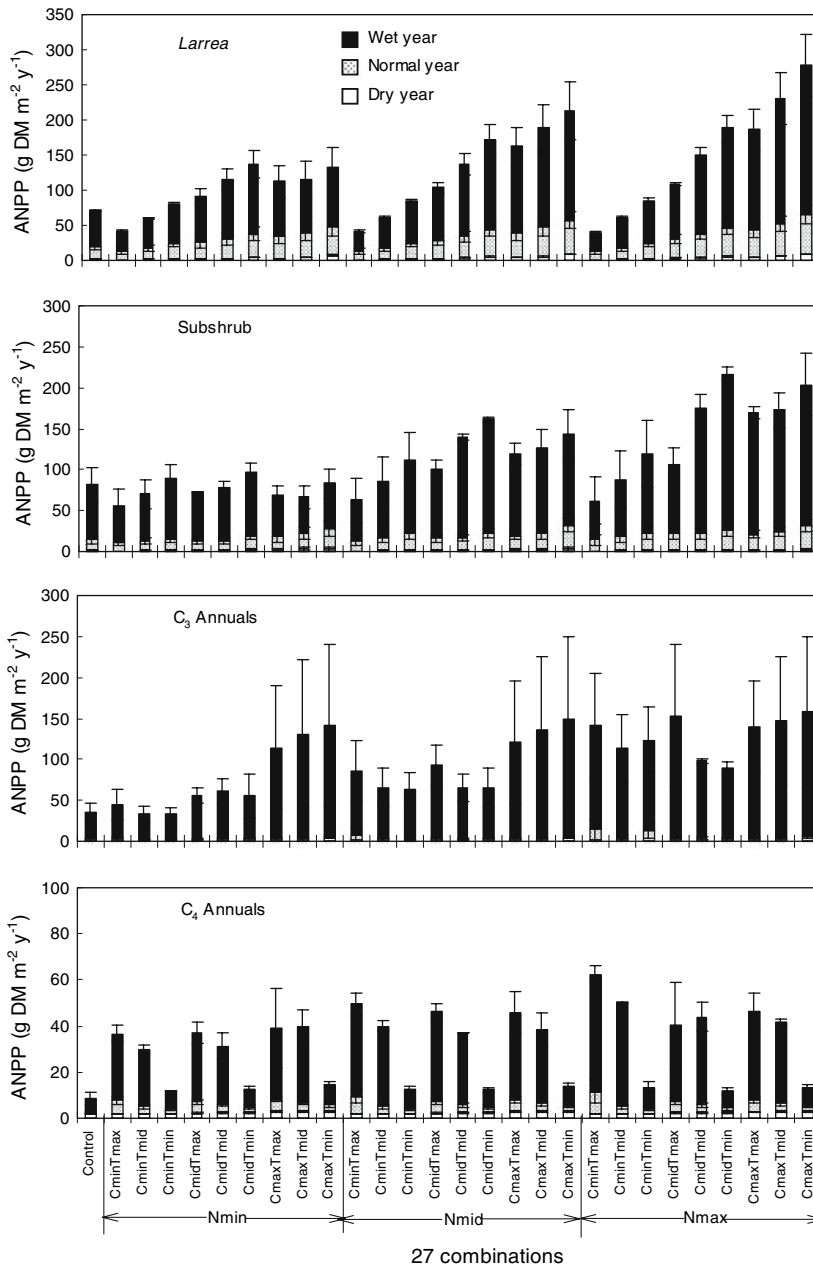 Larrea
Wet year
Normal year
Dry year
ANPP (g DM m⁻² y⁻¹)
350
300
250
200
150
100
50
0
Subshrub
ANPP (g DM m⁻² y⁻¹)
300
250
200
150
100
50
0
C₃ Annuals
ANPP (g DM m⁻² y⁻¹)
300
250
200
150
100
50
0
C₄ Annuals
ANPP (g DM m⁻² y⁻¹)
100
80
60
40
20
0
Control
CminTmax
CminTmid
CminTmin
CmidTmax
CmidTmid
CmidTmin
CmaxTmax
CmaxTmid
CmaxTmin
CminTmax
CminTmid
CminTmin
CmidTmax
CmidTmid
CmidTmin
CmaxTmax
CmaxTmid
CmaxTmin
CminTmax
CminTmid
CminTmin
CmidTmax
CmidTmid
CmidTmin
CmaxTmax
CmaxTmid
CmaxTmin
Nmin
Nmid
Nmax
27 combinations